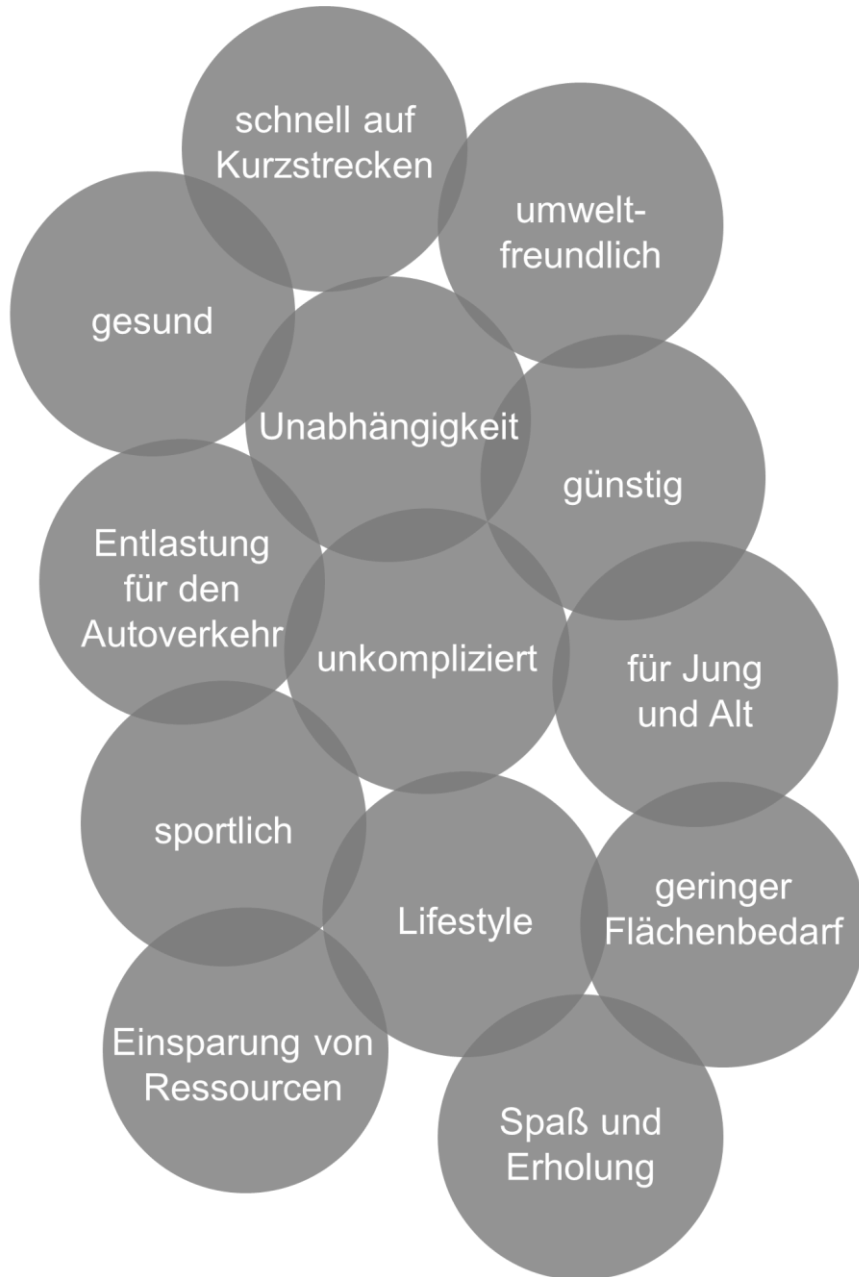 schnell auf
Kurzstrecken
umwelt-
freundlich
gesund
Unabhängigkeit
günstig
Entlastung
für den
Autoverkehr
unkompliziert
für Jung
und Alt
sportlich
Lifestyle
geringer
Flächenbedarf
Einsparung von
Ressourcen
Spaß und
Erholung